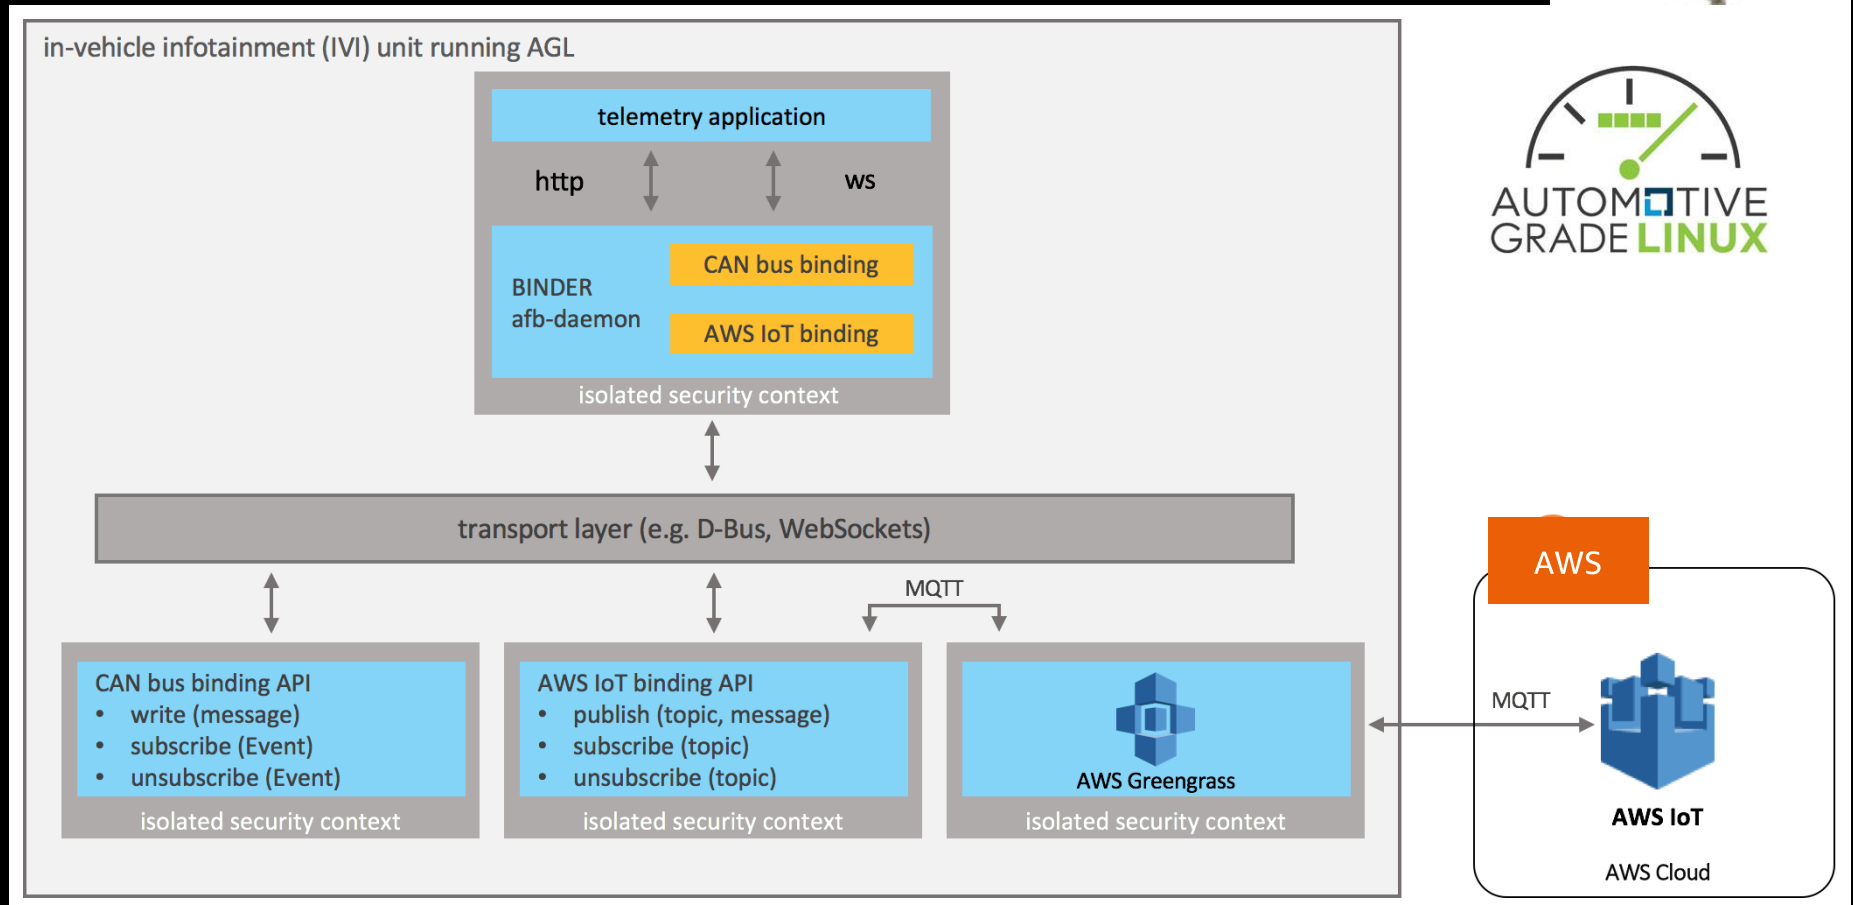 in-vehicle infotainment (IVI) unit running AGL
telemetry application
http
ws
BINDER
afb-daemon
CAN bus binding
AWS IoT binding
isolated security context
transport layer (e.g. D-Bus, WebSockets)
MQTT
CAN bus binding API
• write (message)
• subscribe (Event)
• unsubscribe (Event)
isolated security context
AWS IoT binding API
• publish (topic, message)
• subscribe (topic)
• unsubscribe (topic)
isolated security context
AWS Greengrass
isolated security context
AUTOMOTIVE
GRADE LINUX
AWS
MQTT
AWS IoT
AWS Cloud